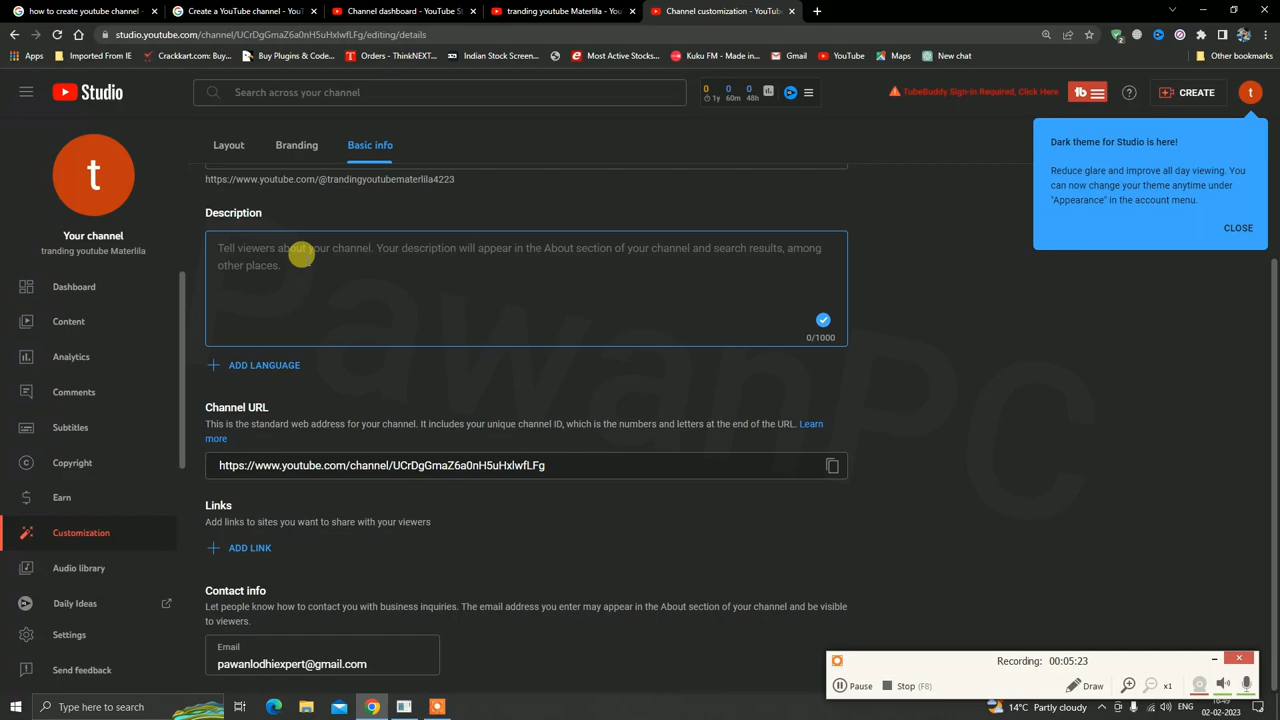 how to create youtube channel -
Create a YouTube channel - YouT
Channel dashboard - YouTube St
tranding youtube Materlila - You
Channel customization - YouTub
studio.youtube.com/channel/UCrDgGmaZ6a0nH5uHxlwfLFg/editing/details
Apps
Imported From IE
Crackkart.com: Buy...
Buy Plugins & Code...
Orders - ThinkNEXT...
Indian Stock Screen...
Most Active Stocks...
Kuku FM - Made in...
Gmail
YouTube
Maps
New chat
Other bookmarks
Studio
Search across your channel
0 0 0
1y 60m 48h
TubeBuddy Sign-in Required, Click Here
tb
CREATE
t
Dark theme for Studio is here!
Reduce glare and improve all day viewing. You
can now change your theme anytime under
"Appearance" in the account menu.
CLOSE
t
Your channel
tranding youtube Materlila
Dashboard
Content
Analytics
Comments
Subtitles
Copyright
Earn
Customization
Audio library
Daily Ideas
Settings
Send feedback
Layout
Branding
Basic info
https://www.youtube.com/@trandingyoutubematerlila4223
Description
Tell viewers about your channel. Your description will appear in the About section of your channel and search results, among
other places.
0/1000
ADD LANGUAGE
Channel URL
This is the standard web address for your channel. It includes your unique channel ID, which is the numbers and letters at the end of the URL. Learn
more
https://www.youtube.com/channel/UCrDgGmaZ6a0nH5uHxlwfLFg
Links
Add links to sites you want to share with your viewers
ADD LINK
Contact info
Let people know how to contact you with business inquiries. The email address you enter may appear in the About section of your channel and be visible
to viewers.
Email
pawanlodhiexpert@gmail.com
PawanPC
Recording: 00:05:23
Pause
Stop (F8)
Draw
x1
Type here to search
14°C Partly cloudy
ENG
16:49
02-02-2023